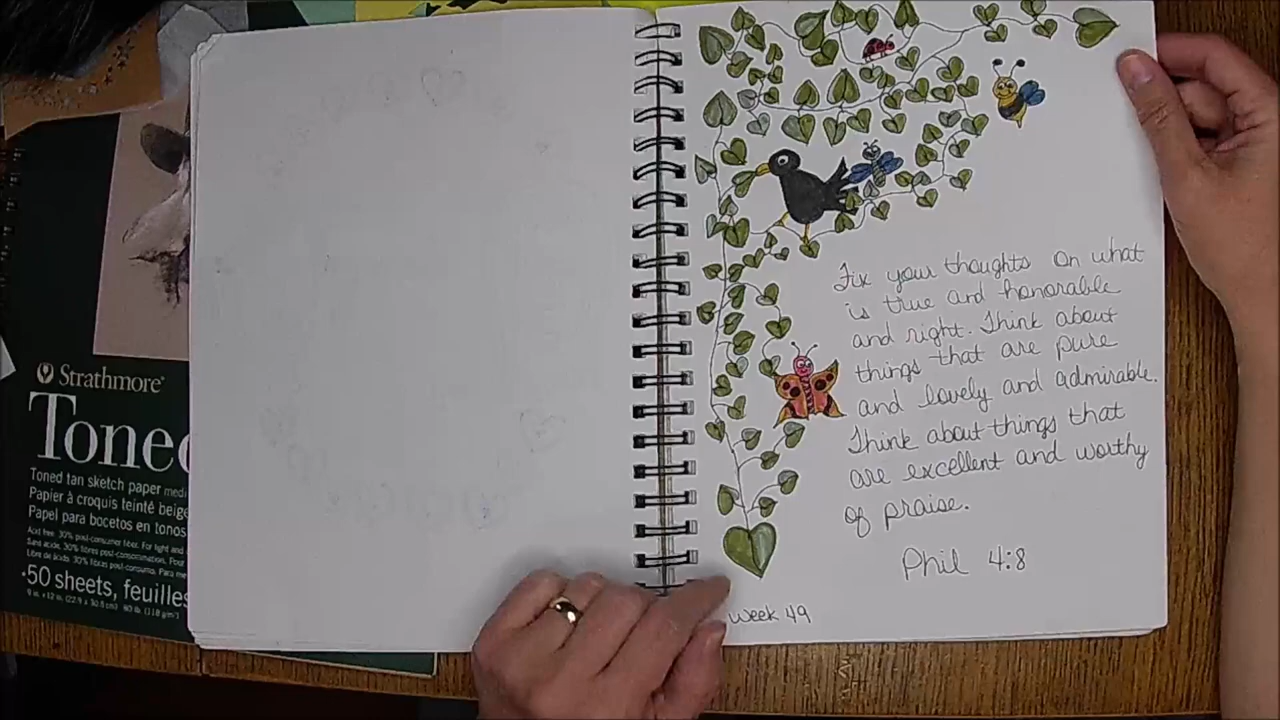 Strathmore®
Toned
Toned tan sketch paper medi
Papier à croquis teinté beige
Papel para bocetos en tonos
50 sheets, feuilles
Fix your thoughts on what
is true and honorable
and right. Think about
things that are pure
and lovely and admirable.
Think about things that
are excellent and worthy
of praise.
Phil 4:8
week 49